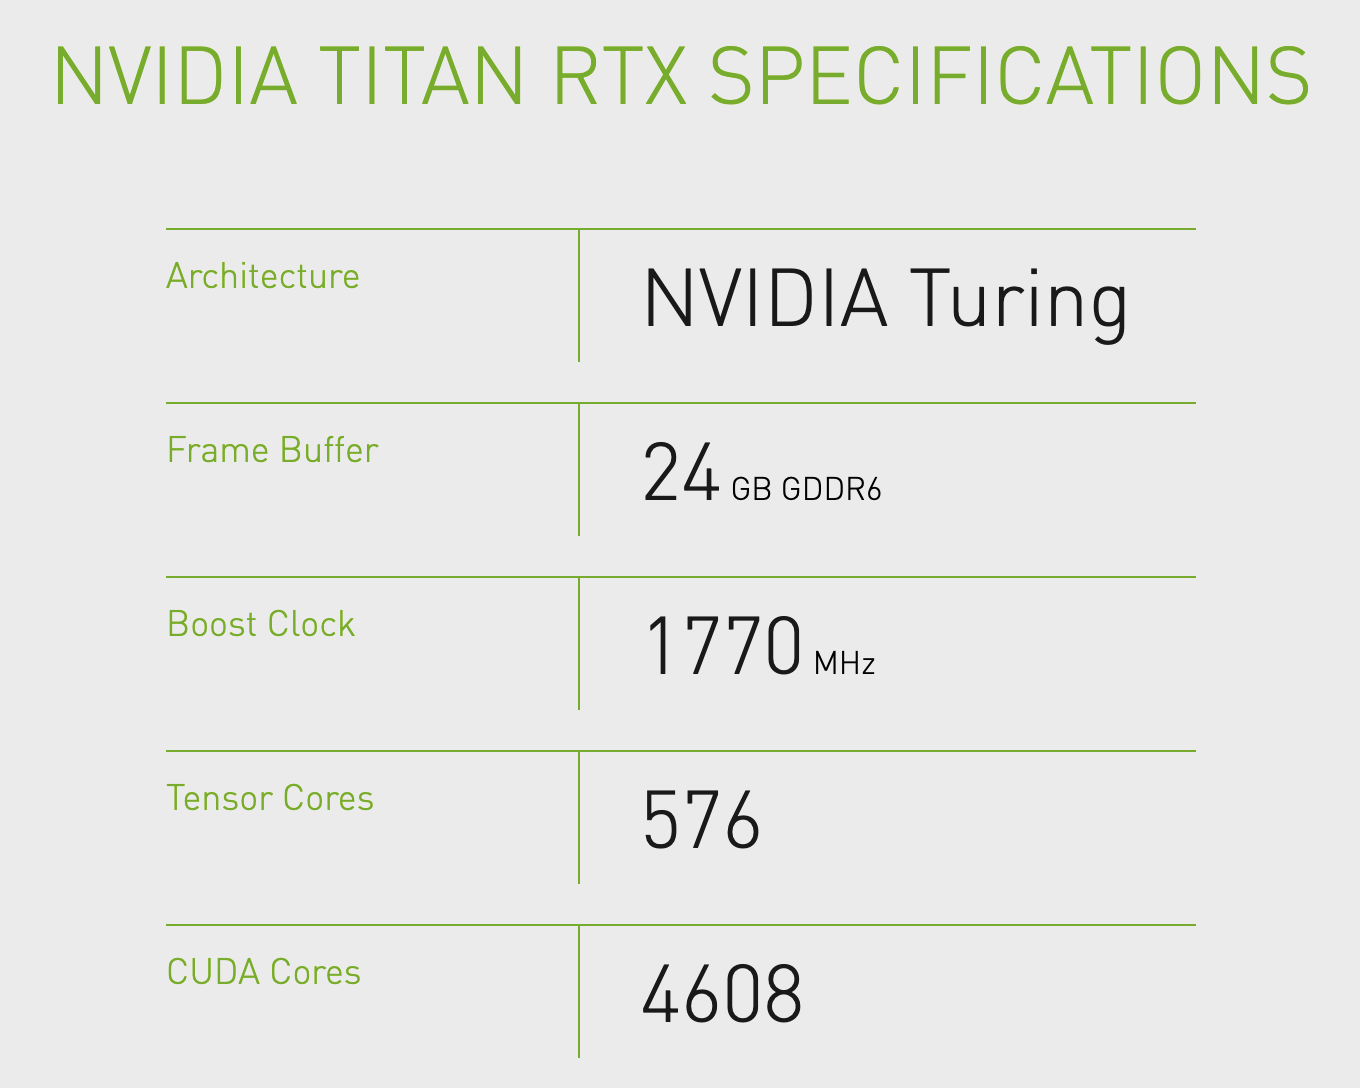 NVIDIA TITAN RTX SPECIFICATIONS
Architecture
NVIDIA Turing
Frame Buffer
24 GB GDDR6
Boost Clock
1770 MHz
Tensor Cores
576
CUDA Cores
4608